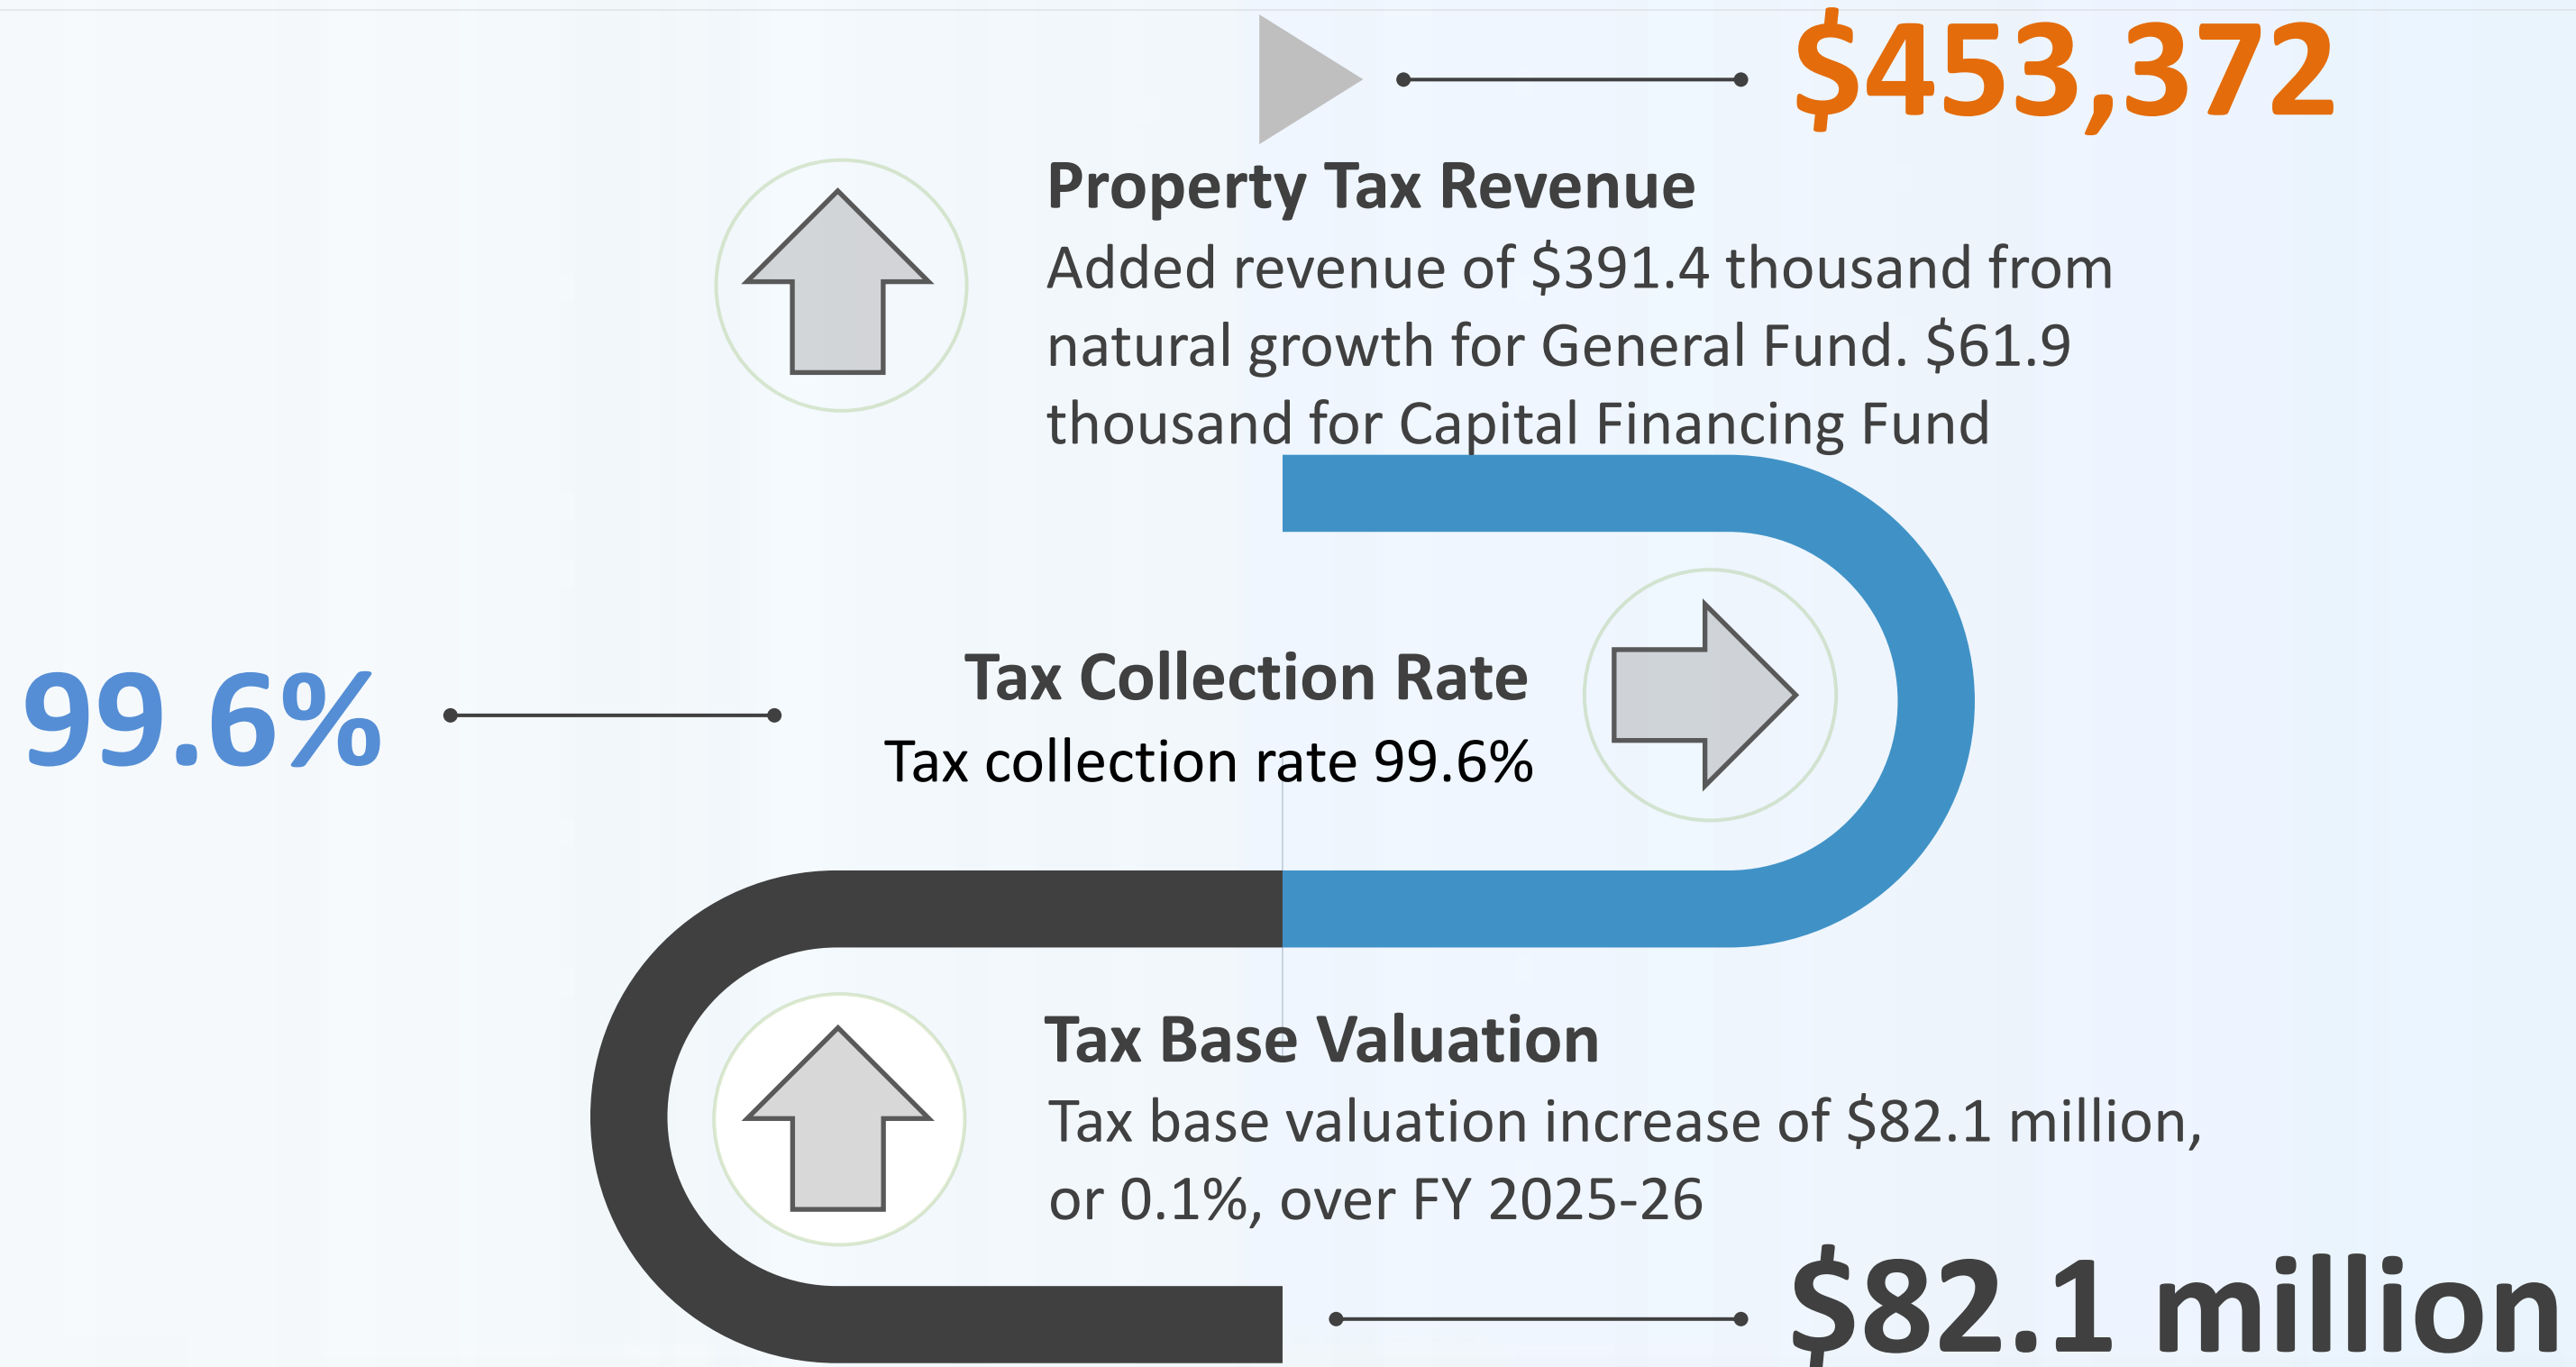 $453,372
Property Tax Revenue
Added revenue of $391.4 thousand from
natural growth for General Fund. $61.9
thousand for Capital Financing Fund
99.6%
Tax Collection Rate
Tax collection rate 99.6%
Tax Base Valuation
Tax base valuation increase of $82.1 million,
or 0.1%, over FY 2025-26
$82.1 million